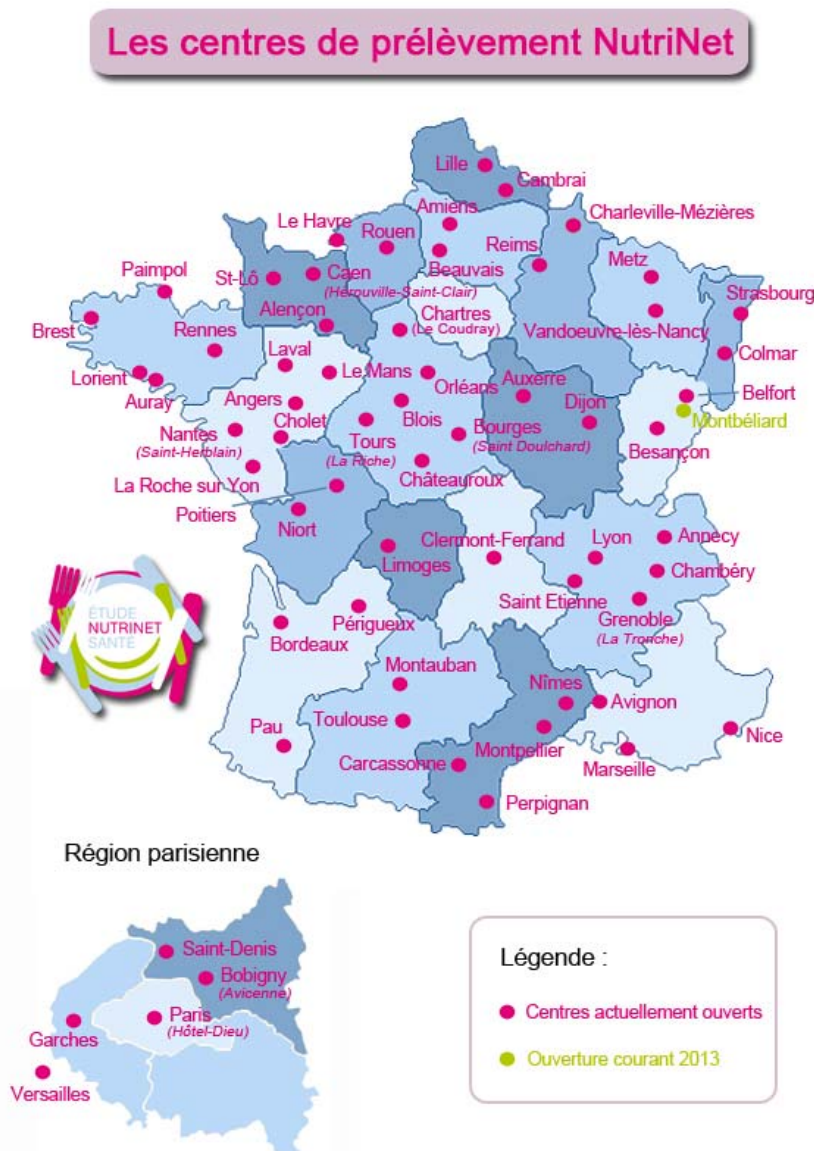 Les centres de prélèvement NutriNet
Lille
Cambrai
Amiens
Charleville-Mézières
Le Havre
Rouen
Reims
Beauvais
Metz
Paimpol
St-Lô
Caen
(Hérouville-Saint-Clair)
Strasbourg
Alençon
Chartres
(Le Coudray)
Brest
Rennes
Vandoeuvre-lès-Nancy
Laval
Colmar
Lorient
Le Mans
Orléans
Auxerre
Belfort
Auray
Angers
Blois
Dijon
Montbéliard
Cholet
Nantes
(Saint-Herblain)
Tours
(La Riche)
Bourges
(Saint Doulchard)
Besançon
La Roche sur Yon
Châteauroux
Poitiers
Niort
Clermont-Ferrand
Lyon
Annecy
Limoges
Chambéry
Saint Etienne
Grenoble
(La Tronche)
ÉTUDE
NUTRINET
SANTÉ
Périgueux
Bordeaux
Montauban
Nîmes
Avignon
Toulouse
Pau
Montpellier
Nice
Carcassonne
Marseille
Perpignan
Région parisienne
Saint-Denis
Bobigny
(Avicenne)
Paris
(Hôtel-Dieu)
Garches
Versailles
Légende :
Centres actuellement ouverts
Ouverture courant 2013